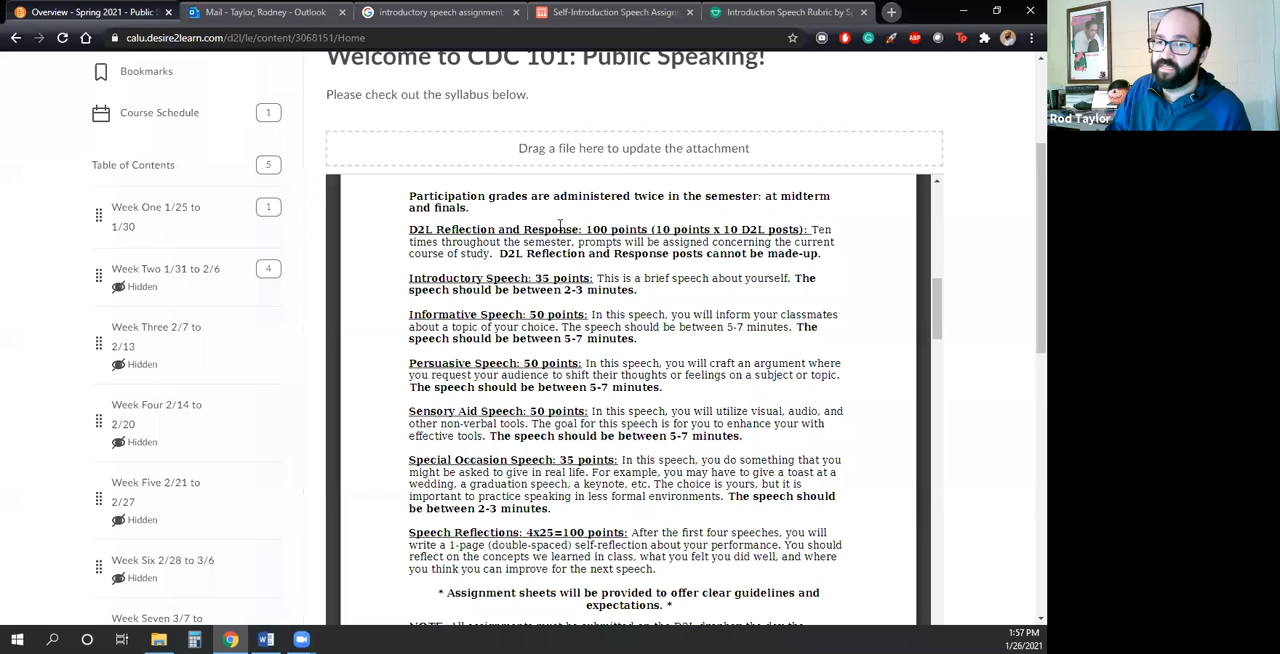 Overview - Spring 2021 - Public
Mail - Taylor, Rodney - Outlook
introductory speech assignment
Self-Introduction Speech Assign
Introduction Speech Rubric by S
calu.desire2learn.com/d2l/le/content/3068151/Home
ABP
Tp
Rod Taylor
Bookmarks
Course Schedule
1
Table of Contents
5
Week One 1/25 to
1/30
1
Week Two 1/31 to 2/6
4
Hidden
Week Three 2/7 to
2/13
Hidden
Week Four 2/14 to
2/20
Hidden
Week Five 2/21 to
2/27
Hidden
Week Six 2/28 to 3/6
Hidden
Week Seven 3/7 to
Welcome to CDC 101: Public Speaking!
Please check out the syllabus below.
Drag a file here to update the attachment
Participation grades are administered twice in the semester: at midterm
and finals.
D2L Reflection and Response: 100 points (10 points x 10 D2L posts): Ten
times throughout the semester, prompts will be assigned concerning the current
course of study. D2L Reflection and Response posts cannot be made-up.
Introductory Speech: 35 points: This is a brief speech about yourself. The
speech should be between 2-3 minutes.
Informative Speech: 50 points: In this speech, you will inform your classmates
about a topic of your choice. The speech should be between 5-7 minutes. The
speech should be between 5-7 minutes.
Persuasive Speech: 50 points: In this speech, you will craft an argument where
you request your audience to shift their thoughts or feelings on a subject or topic.
The speech should be between 5-7 minutes.
Sensory Aid Speech: 50 points: In this speech, you will utilize visual, audio, and
other non-verbal tools. The goal for this speech is for you to enhance your with
effective tools. The speech should be between 5-7 minutes.
Special Occasion Speech: 35 points: In this speech, you do something that you
might be asked to give in real life. For example, you may have to give a toast at a
wedding, a graduation speech, a keynote, etc. The choice is yours, but it is
important to practice speaking in less formal environments. The speech should
be between 2-3 minutes.
Speech Reflections: 4x25=100 points: After the first four speeches, you will
write a 1-page (double-spaced) self-reflection about your performance. You should
reflect on the concepts we learned in class, what you felt you did well, and where
you think you can improve for the next speech.
* Assignment sheets will be provided to offer clear guidelines and
expectations. *
NOTE: All assignments must be submitted on the D2L dropbox the day the
1:57 PM
1/26/2021